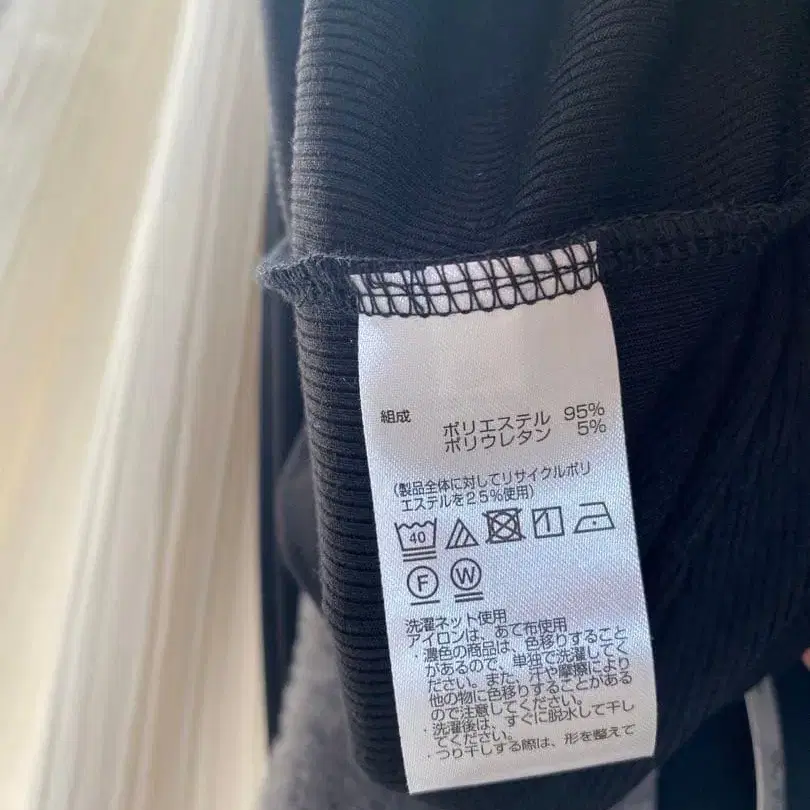 組成 ポリエステル 95%
ポリウレタン 5%
(製品全体に対してリサイクルポリ
エステルを25%使用)
40
F W
洗濯ネット使用
アイロンは、あて布使用
・濃色の商品は、色移りすること
があるので、単独で洗濯してく
ださい。また、汗や摩擦により
他の物に色移りすることがある
ので注意してください。
・洗濯後は、すぐに脱水して干し
てください。
・つり干しする際は、形を整えて